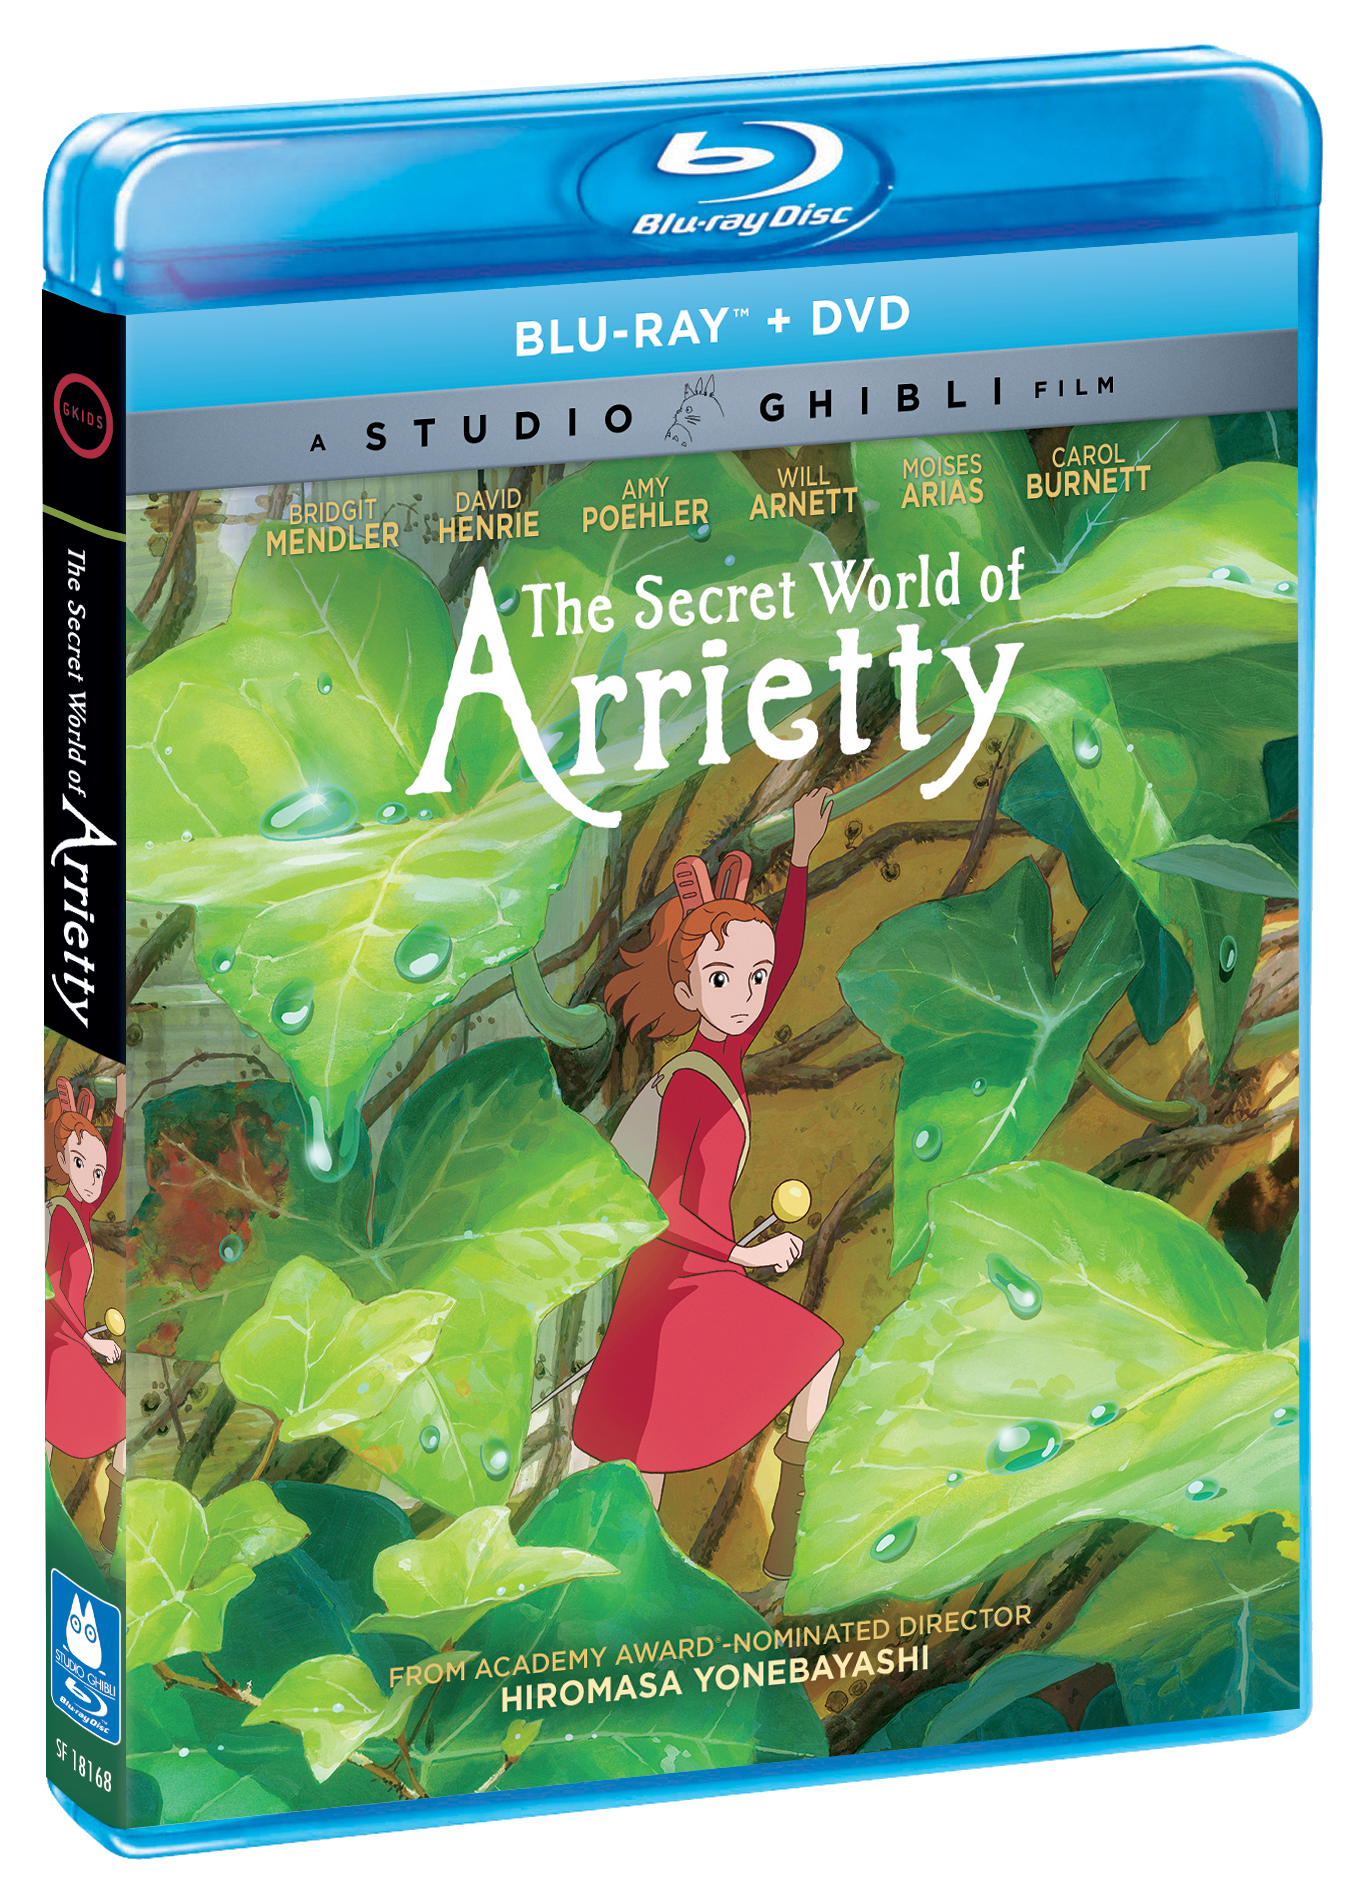 Blu-ray Disc
BLU-RAY™ + DVD
A STUDIO GHIBLI FILM
BRIDGIT MENDLER
DAVID HENRIE
AMY POEHLER
WILL ARNETT
MOISES ARIAS
CAROL BURNETT
The Secret World of
Arrietty
FROM ACADEMY AWARD®-NOMINATED DIRECTOR
HIROMASA YONEBAYASHI
GKIDS
The Secret World of Arrietty
STUDIO GHIBLI
Blu-ray Disc™
SF 18168